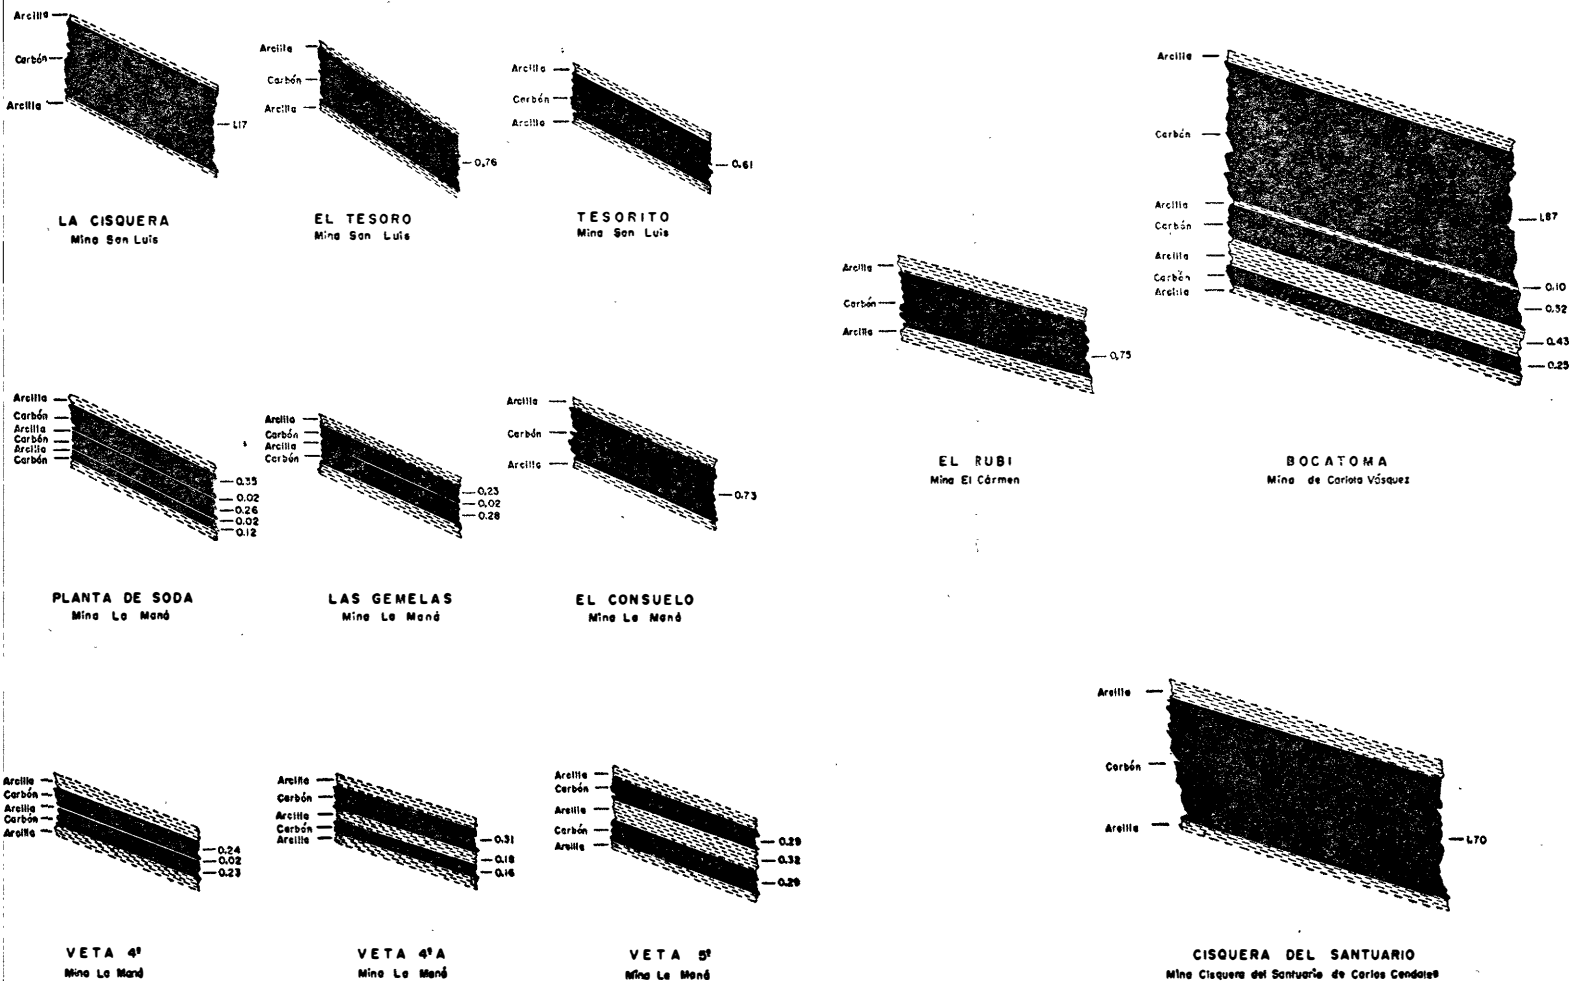 Arcilla
Carbón
Arcilla
1.17
LA CISQUERA
Mina San Luis
Arcilla
Carbón
Arcilla
0.76
EL TESORO
Mina San Luis
Arcilla
Carbón
Arcilla
0.61
TESORITO
Mina San Luis
Arcilla
Carbón
Arcilla
0.75
EL RUBI
Mina El Cármen
Arcilla
Carbón
Arcilla
Carbón
Arcilla
Carbón
Arcilla
1.87
0.10
0.52
0.43
0.25
BOCATOMA
Mina de Carlota Vásquez
Arcilla
Carbón
Arcilla
Carbón
Arcilla
Carbón
0.35
0.02
0.26
0.02
0.12
PLANTA DE SODA
Mina La Maná
Arcilla
Carbón
Arcilla
Carbón
0.23
0.02
0.28
LAS GEMELAS
Mina La Maná
Arcilla
Carbón
Arcilla
0.73
EL CONSUELO
Mina La Maná
Arcilla
Carbón
Arcilla
Carbón
Arcilla
0.24
0.02
0.23
VETA 4ª
Mina La Maná
Arcilla
Carbón
Arcilla
Carbón
Arcilla
0.31
0.18
0.16
VETA 4ª A
Mina La Maná
Arcilla
Carbón
Arcilla
Carbón
Arcilla
0.29
0.32
0.29
VETA 5ª
Mina La Maná
Arcilla
Carbón
Arcilla
1.70
CISQUERA DEL SANTUARIO
Mina Cisquera del Santuario de Carlos Cendales